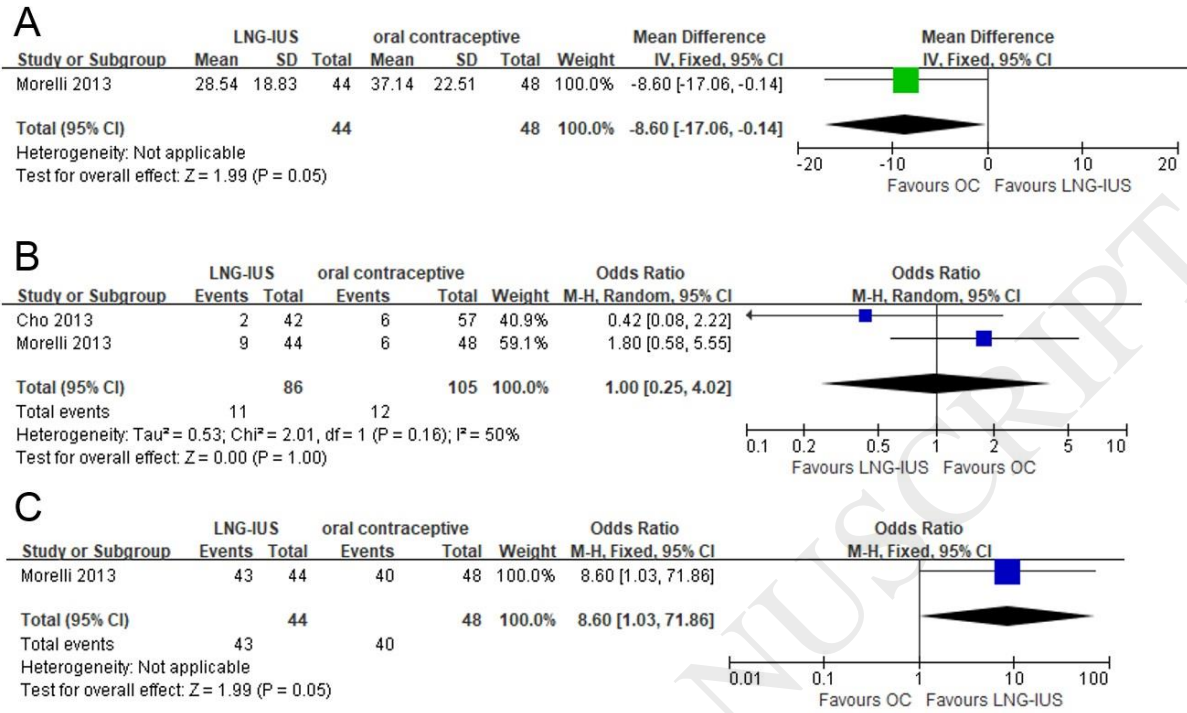 A
LNG-IUS oral contraceptive Mean Difference Mean Difference
Study or Subgroup Mean SD Total Mean SD Total Weight IV, Fixed, 95% CI IV, Fixed, 95% CI
Morelli 2013 28.54 18.83 44 37.14 22.51 48 100.0% -8.60 [-17.06, -0.14]
Total (95% CI) 44 48 100.0% -8.60 [-17.06, -0.14]
Heterogeneity: Not applicable
Test for overall effect: Z = 1.99 (P = 0.05)
-20 -10 0 10 20
Favours OC Favours LNG-IUS
B
LNG-IUS oral contraceptive Odds Ratio Odds Ratio
Study or Subgroup Events Total Events Total Weight M-H, Random, 95% CI M-H, Random, 95% CI
Cho 2013 2 42 6 57 40.9% 0.42 [0.08, 2.22]
Morelli 2013 9 44 6 48 59.1% 1.80 [0.58, 5.55]
Total (95% CI) 86 105 100.0% 1.00 [0.25, 4.02]
Total events 11 12
Heterogeneity: Tau² = 0.53; Chi² = 2.01, df = 1 (P = 0.16); I² = 50%
Test for overall effect: Z = 0.00 (P = 1.00)
0.1 0.2 0.5 1 2 5 10
Favours LNG-IUS Favours OC
C
LNG-IUS oral contraceptive Odds Ratio Odds Ratio
Study or Subgroup Events Total Events Total Weight M-H, Fixed, 95% CI M-H, Fixed, 95% CI
Morelli 2013 43 44 40 48 100.0% 8.60 [1.03, 71.86]
Total (95% CI) 44 48 100.0% 8.60 [1.03, 71.86]
Total events 43 40
Heterogeneity: Not applicable
Test for overall effect: Z = 1.99 (P = 0.05)
0.01 0.1 1 10 100
Favours OC Favours LNG-IUS
NUSCRIPT